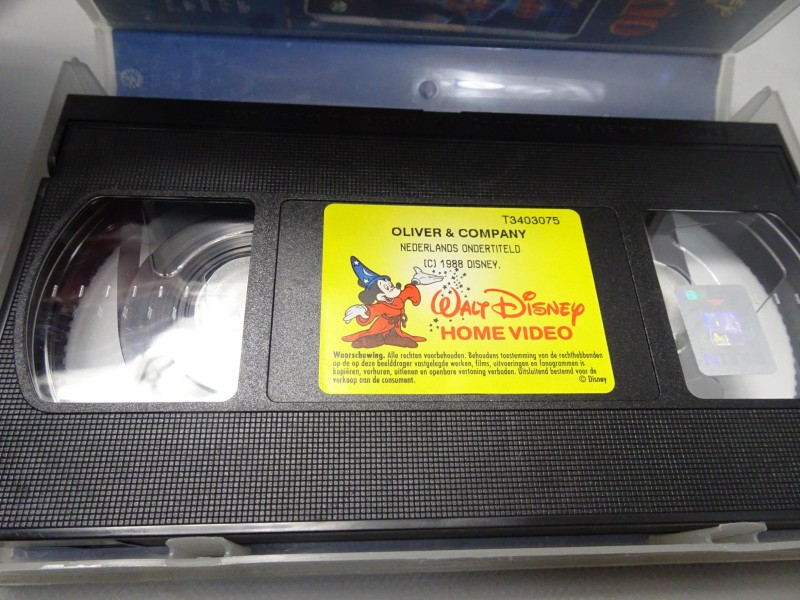 T3403075
OLIVER & COMPANY
NEDERLANDS ONDERTITELD
(C) 1988 DISNEY.
WALT DISNEY
HOME VIDEO
Waarschuwing. Alle rechten voorbehouden. Behoudens toestemming van de rechthebbenden
is op de op deze beelddrager vastgelegde werken, films, uitvoeringen en fonogrammen is
kopiëren, verhuren, uitlenen en openbare vertoning verboden. Uitsluitend bestemd voor de
verkoop aan de consument.
© Disney